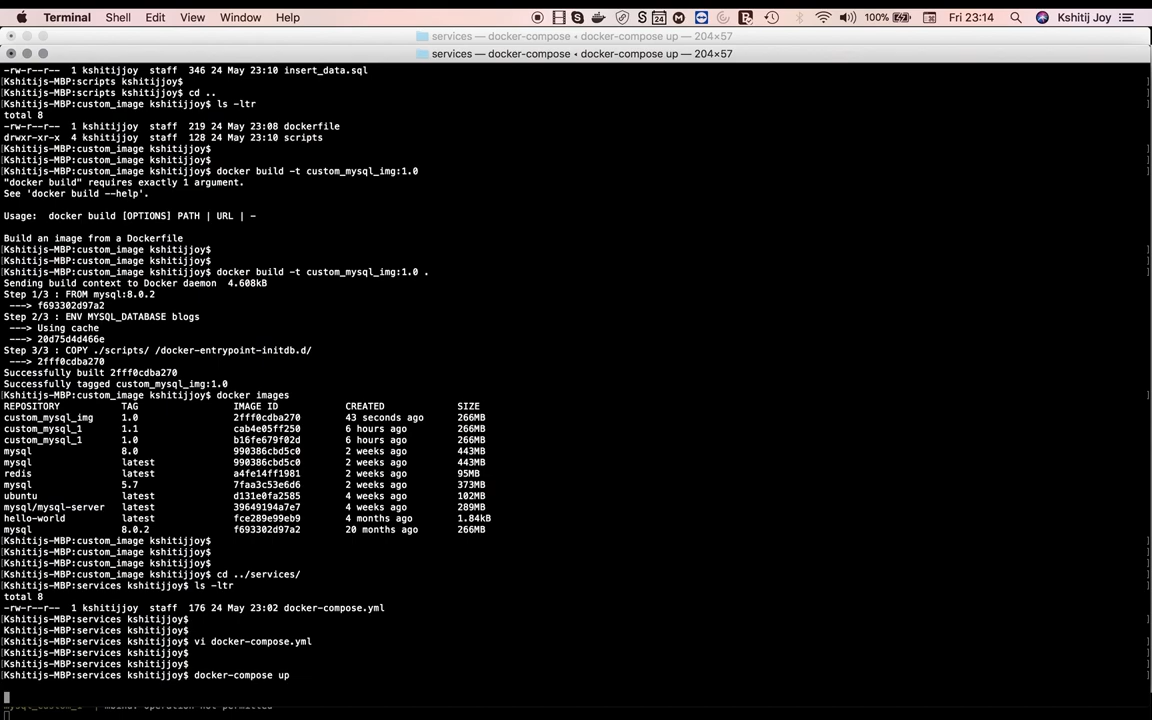 Terminal Shell Edit View Window Help 100% Fri 23:14 Kshitij Joy
services — docker-compose ◂ docker-compose up — 204×57
services — docker-compose ◂ docker-compose up — 204×57
-rw-r--r-- 1 kshitijjoy staff 346 24 May 23:10 insert_data.sql
[Kshitijs-MBP:scripts kshitijjoy$ ]
[Kshitijs-MBP:scripts kshitijjoy$ cd .. ]
[Kshitijs-MBP:custom_image kshitijjoy$ ls -ltr ]
total 8
-rw-r--r-- 1 kshitijjoy staff 219 24 May 23:08 dockerfile
drwxr-xr-x 4 kshitijjoy staff 128 24 May 23:10 scripts
[Kshitijs-MBP:custom_image kshitijjoy$ ]
[Kshitijs-MBP:custom_image kshitijjoy$ ]
[Kshitijs-MBP:custom_image kshitijjoy$ docker build -t custom_mysql_img:1.0 ]
"docker build" requires exactly 1 argument.
See 'docker build --help'.
Usage: docker build [OPTIONS] PATH | URL | -
Build an image from a Dockerfile
[Kshitijs-MBP:custom_image kshitijjoy$ ]
[Kshitijs-MBP:custom_image kshitijjoy$ ]
[Kshitijs-MBP:custom_image kshitijjoy$ docker build -t custom_mysql_img:1.0 . ]
Sending build context to Docker daemon 4.608kB
Step 1/3 : FROM mysql:8.0.2
---> f693302d97a2
Step 2/3 : ENV MYSQL_DATABASE blogs
---> Using cache
---> 20d75d4d466e
Step 3/3 : COPY ./scripts/ /docker-entrypoint-initdb.d/
---> 2fff0cdba270
Successfully built 2fff0cdba270
Successfully tagged custom_mysql_img:1.0
[Kshitijs-MBP:custom_image kshitijjoy$ docker images ]
REPOSITORY TAG IMAGE ID CREATED SIZE
custom_mysql_img 1.0 2fff0cdba270 43 seconds ago 266MB
custom_mysql_1 1.1 cab4e05ff250 6 hours ago 266MB
custom_mysql_1 1.0 b16fe679f02d 6 hours ago 266MB
mysql 8.0 990386cbd5c0 2 weeks ago 443MB
mysql latest 990386cbd5c0 2 weeks ago 443MB
redis latest a4fe14ff1981 2 weeks ago 95MB
mysql 5.7 7faa3c53e6d6 2 weeks ago 373MB
ubuntu latest d131e0fa2585 4 weeks ago 102MB
mysql/mysql-server latest 39649194a7e7 4 weeks ago 289MB
hello-world latest fce289e99eb9 4 months ago 1.84kB
mysql 8.0.2 f693302d97a2 20 months ago 266MB
[Kshitijs-MBP:custom_image kshitijjoy$ ]
[Kshitijs-MBP:custom_image kshitijjoy$ ]
[Kshitijs-MBP:custom_image kshitijjoy$ ]
[Kshitijs-MBP:custom_image kshitijjoy$ cd ../services/ ]
[Kshitijs-MBP:services kshitijjoy$ ls -ltr ]
total 8
-rw-r--r-- 1 kshitijjoy staff 176 24 May 23:02 docker-compose.yml
[Kshitijs-MBP:services kshitijjoy$ ]
[Kshitijs-MBP:services kshitijjoy$ ]
[Kshitijs-MBP:services kshitijjoy$ vi docker-compose.yml ]
[Kshitijs-MBP:services kshitijjoy$ ]
[Kshitijs-MBP:services kshitijjoy$ ]
[Kshitijs-MBP:services kshitijjoy$ docker-compose up ]
mysql_custom_1 | mbind: Operation not permitted